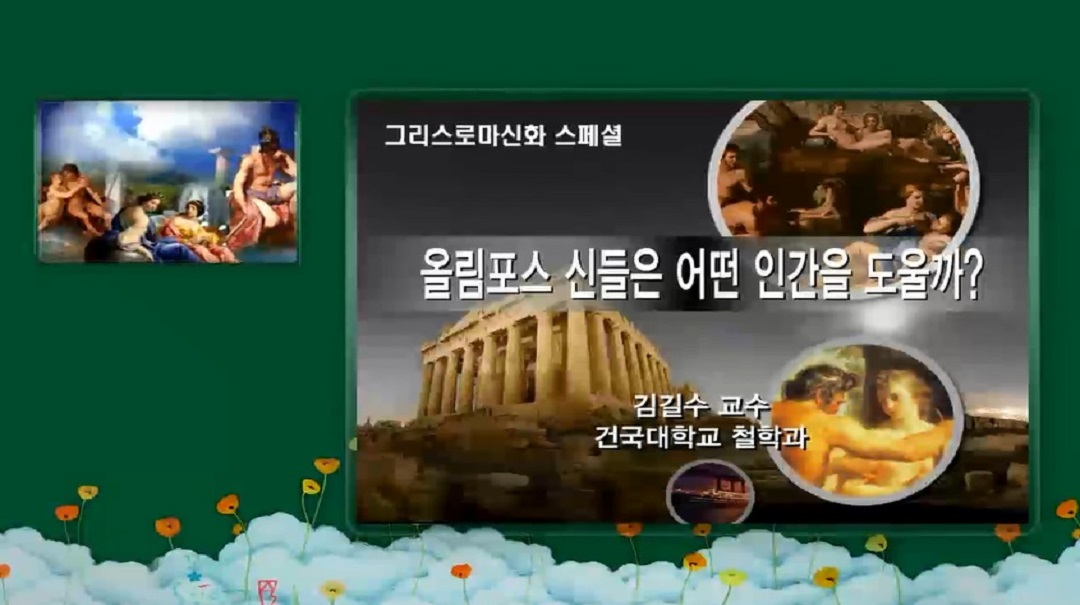 그리스로마신화 스페셜
올림포스 신들은 어떤 인간을 도울까?
김길수 교수
건국대학교 철학과